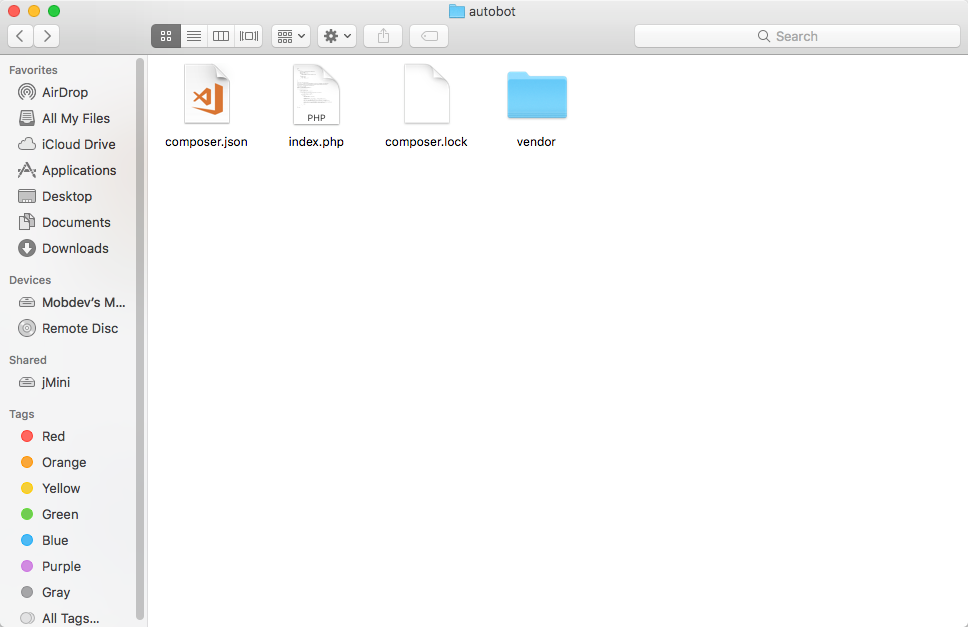 autobot
Search
Favorites
AirDrop
All My Files
iCloud Drive
Applications
Desktop
Documents
Downloads
Devices
Mobdev’s M...
Remote Disc
Shared
jMini
Tags
Red
Orange
Yellow
Green
Blue
Purple
Gray
All Tags...
PHP
composer.json
index.php
composer.lock
vendor